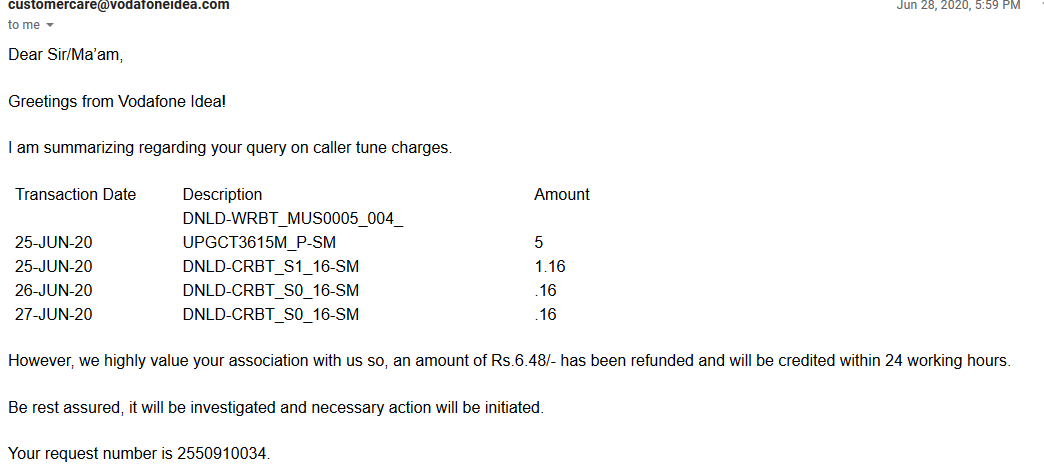 customercare@vodafoneidea.com Jun 28, 2020, 5:59 PM
to me
Dear Sir/Ma’am,
Greetings from Vodafone Idea!
I am summarizing regarding your query on caller tune charges.
Transaction Date Description Amount
DNLD-WRBT_MUS0005_004_
25-JUN-20 UPGCT3615M_P-SM 5
25-JUN-20 DNLD-CRBT_S1_16-SM 1.16
26-JUN-20 DNLD-CRBT_S0_16-SM .16
27-JUN-20 DNLD-CRBT_S0_16-SM .16
However, we highly value your association with us so, an amount of Rs.6.48/- has been refunded and will be credited within 24 working hours.
Be rest assured, it will be investigated and necessary action will be initiated.
Your request number is 2550910034.